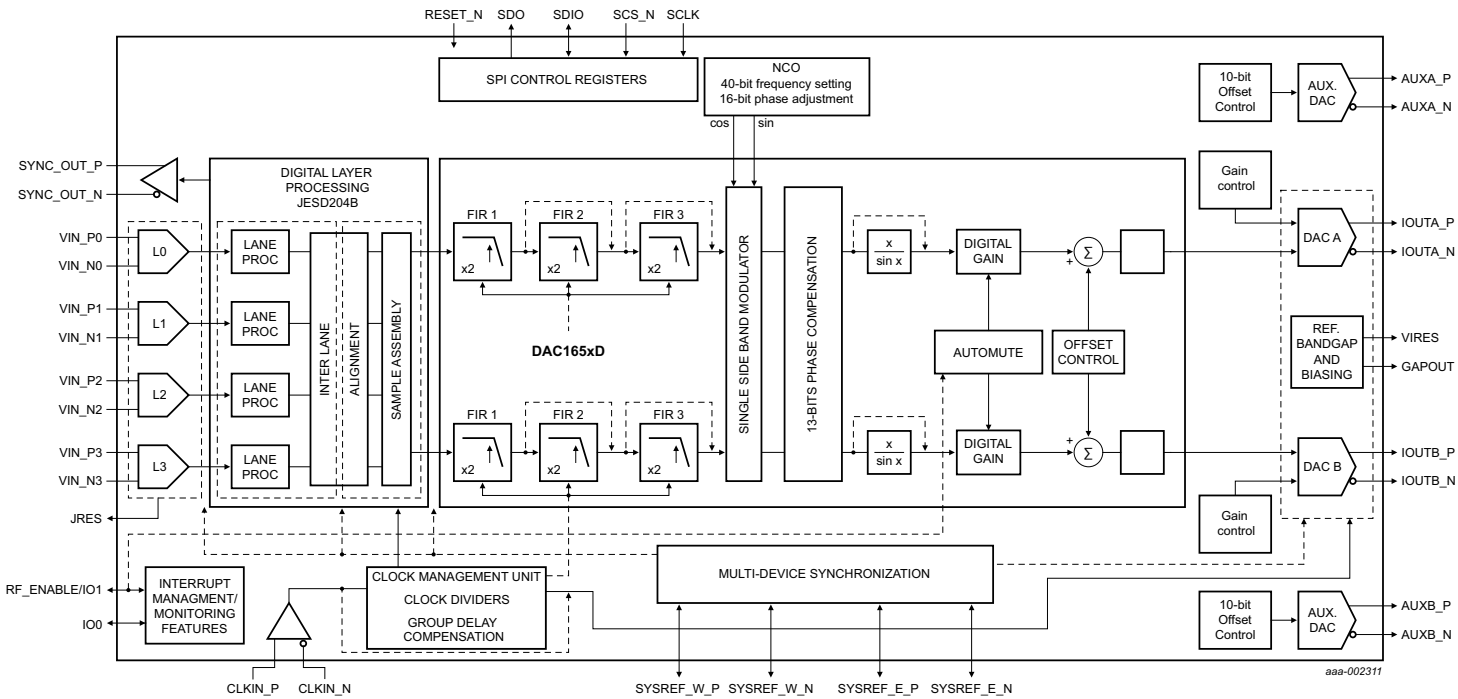 RESET_N SDO SDIO SCS_N SCLK
SPI CONTROL REGISTERS
NCO
40-bit frequency setting
16-bit phase adjustment
cos sin
10-bit
Offset
Control
AUX.
DAC
AUXA_P
AUXA_N
SYNC_OUT_P
SYNC_OUT_N
DIGITAL LAYER
PROCESSING
JESD204B
Gain
control
VIN_P0
VIN_N0
L0
LANE
PROC
VIN_P1
VIN_N1
L1
LANE
PROC
VIN_P2
VIN_N2
L2
LANE
PROC
VIN_P3
VIN_N3
L3
LANE
PROC
INTER LANE
ALIGNMENT
SAMPLE ASSEMBLY
FIR 1 FIR 2 FIR 3
x2 x2 x2
DAC165xD
FIR 1 FIR 2 FIR 3
x2 x2 x2
SINGLE SIDE BAND MODULATOR
13-BITS PHASE COMPENSATION
x
sin x
DIGITAL
GAIN
+
Σ
AUTOMUTE
OFFSET
CONTROL
x
sin x
DIGITAL
GAIN
+
Σ
DAC A
IOUTA_P
IOUTA_N
REF.
BANDGAP
AND
BIASING
VIRES
GAPOUT
DAC B
IOUTB_P
IOUTB_N
Gain
control
JRES
RF_ENABLE/IO1
IO0
INTERRUPT
MANAGMENT/
MONITORING
FEATURES
CLOCK MANAGEMENT UNIT
CLOCK DIVIDERS
GROUP DELAY
COMPENSATION
MULTI-DEVICE SYNCHRONIZATION
10-bit
Offset
Control
AUX.
DAC
AUXB_P
AUXB_N
CLKIN_P CLKIN_N
SYSREF_W_P SYSREF_W_N SYSREF_E_P SYSREF_E_N
aaa-002311